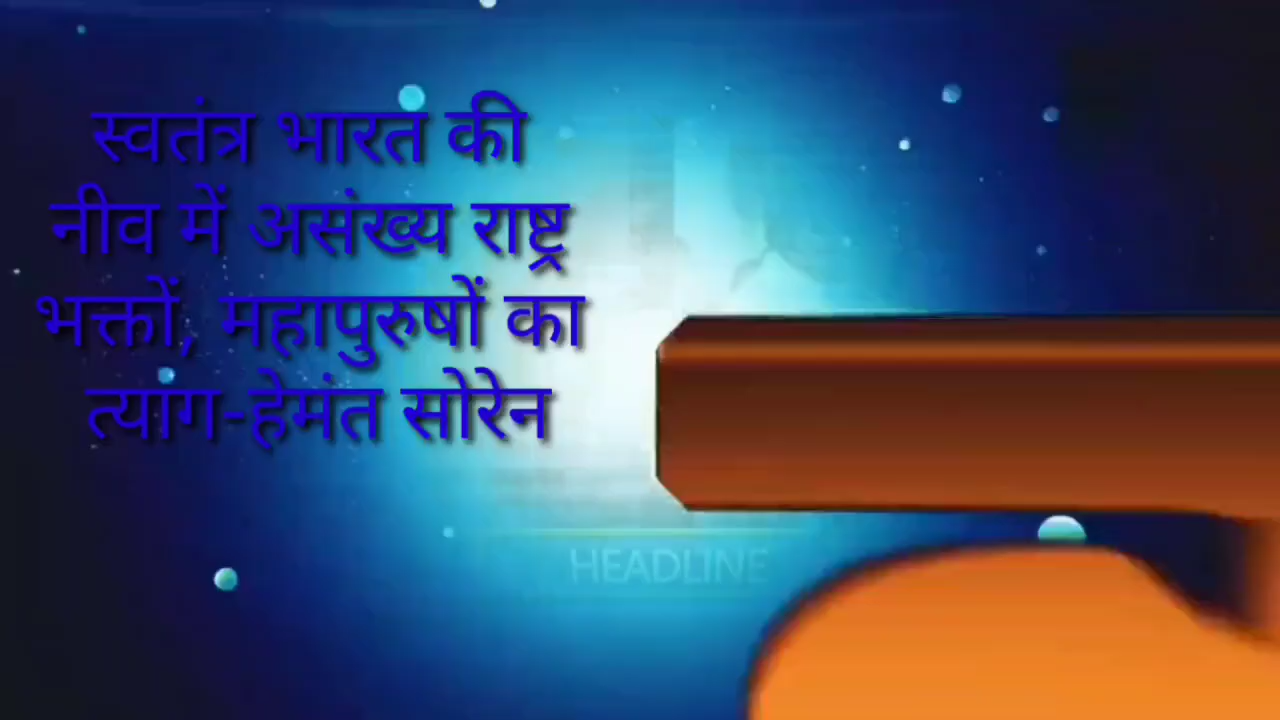 स्वतंत्र भारत की
नीव में असंख्य राष्ट्र
भक्तों, महापुरुषों का
त्याग-हेमंत सोरेन
HEADLINE